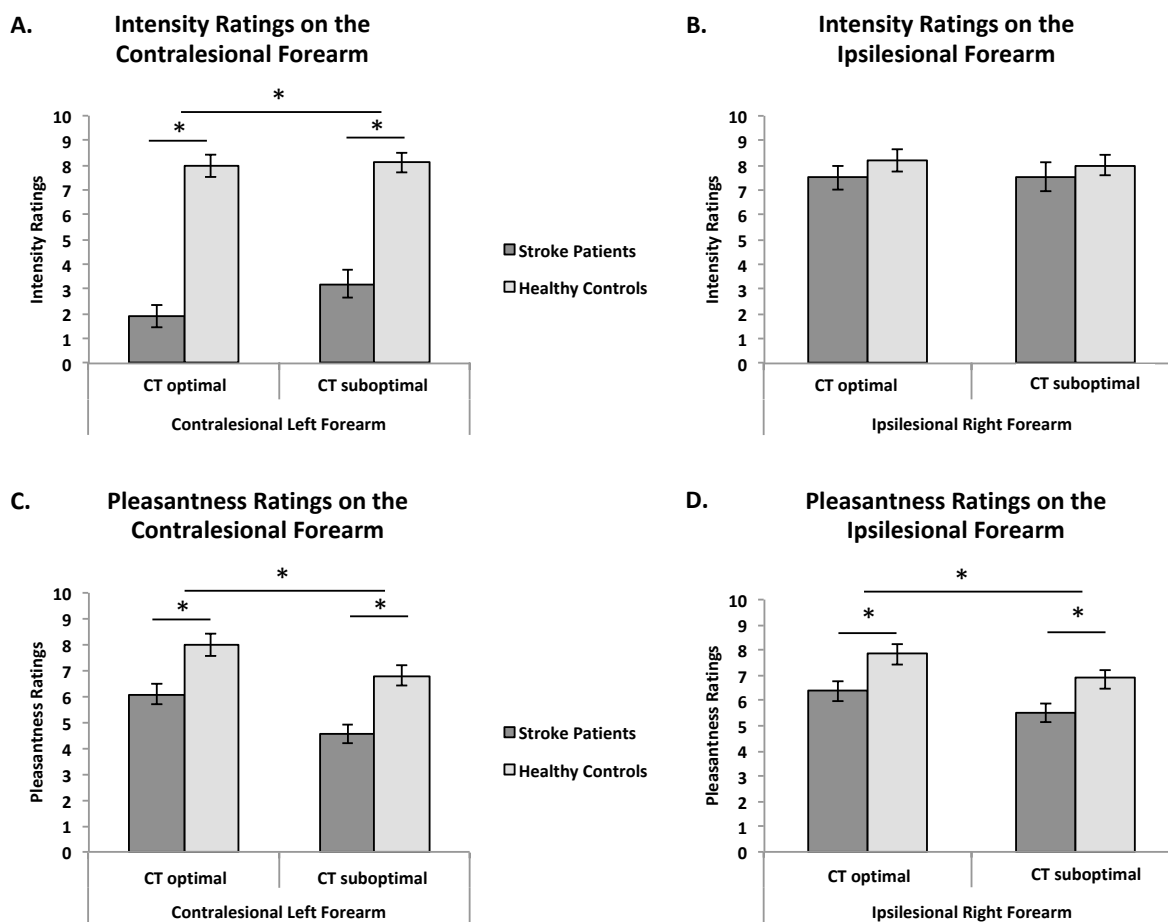 A.
Intensity Ratings on the
Contralesional Forearm
*
*
*
10
9
8
7
6
5
4
3
2
1
0
Intensity Ratings
CT optimal
CT suboptimal
Contralesional Left Forearm
Stroke Patients
Healthy Controls
B.
Intensity Ratings on the
Ipsilesional Forearm
10
9
8
7
6
5
4
3
2
1
0
Intensity Ratings
CT optimal
CT suboptimal
Ipsilesional Right Forearm
C.
Pleasantness Ratings on the
Contralesional Forearm
*
*
*
10
9
8
7
6
5
4
3
2
1
0
Pleasantness Ratings
CT optimal
CT suboptimal
Contralesional Left Forearm
Stroke Patients
Healthy Controls
D.
Pleasantness Ratings on the
Ipsilesional Forearm
*
*
*
10
9
8
7
6
5
4
3
2
1
0
Pleasantness Ratings
CT optimal
CT suboptimal
Ipsilesional Right Forearm